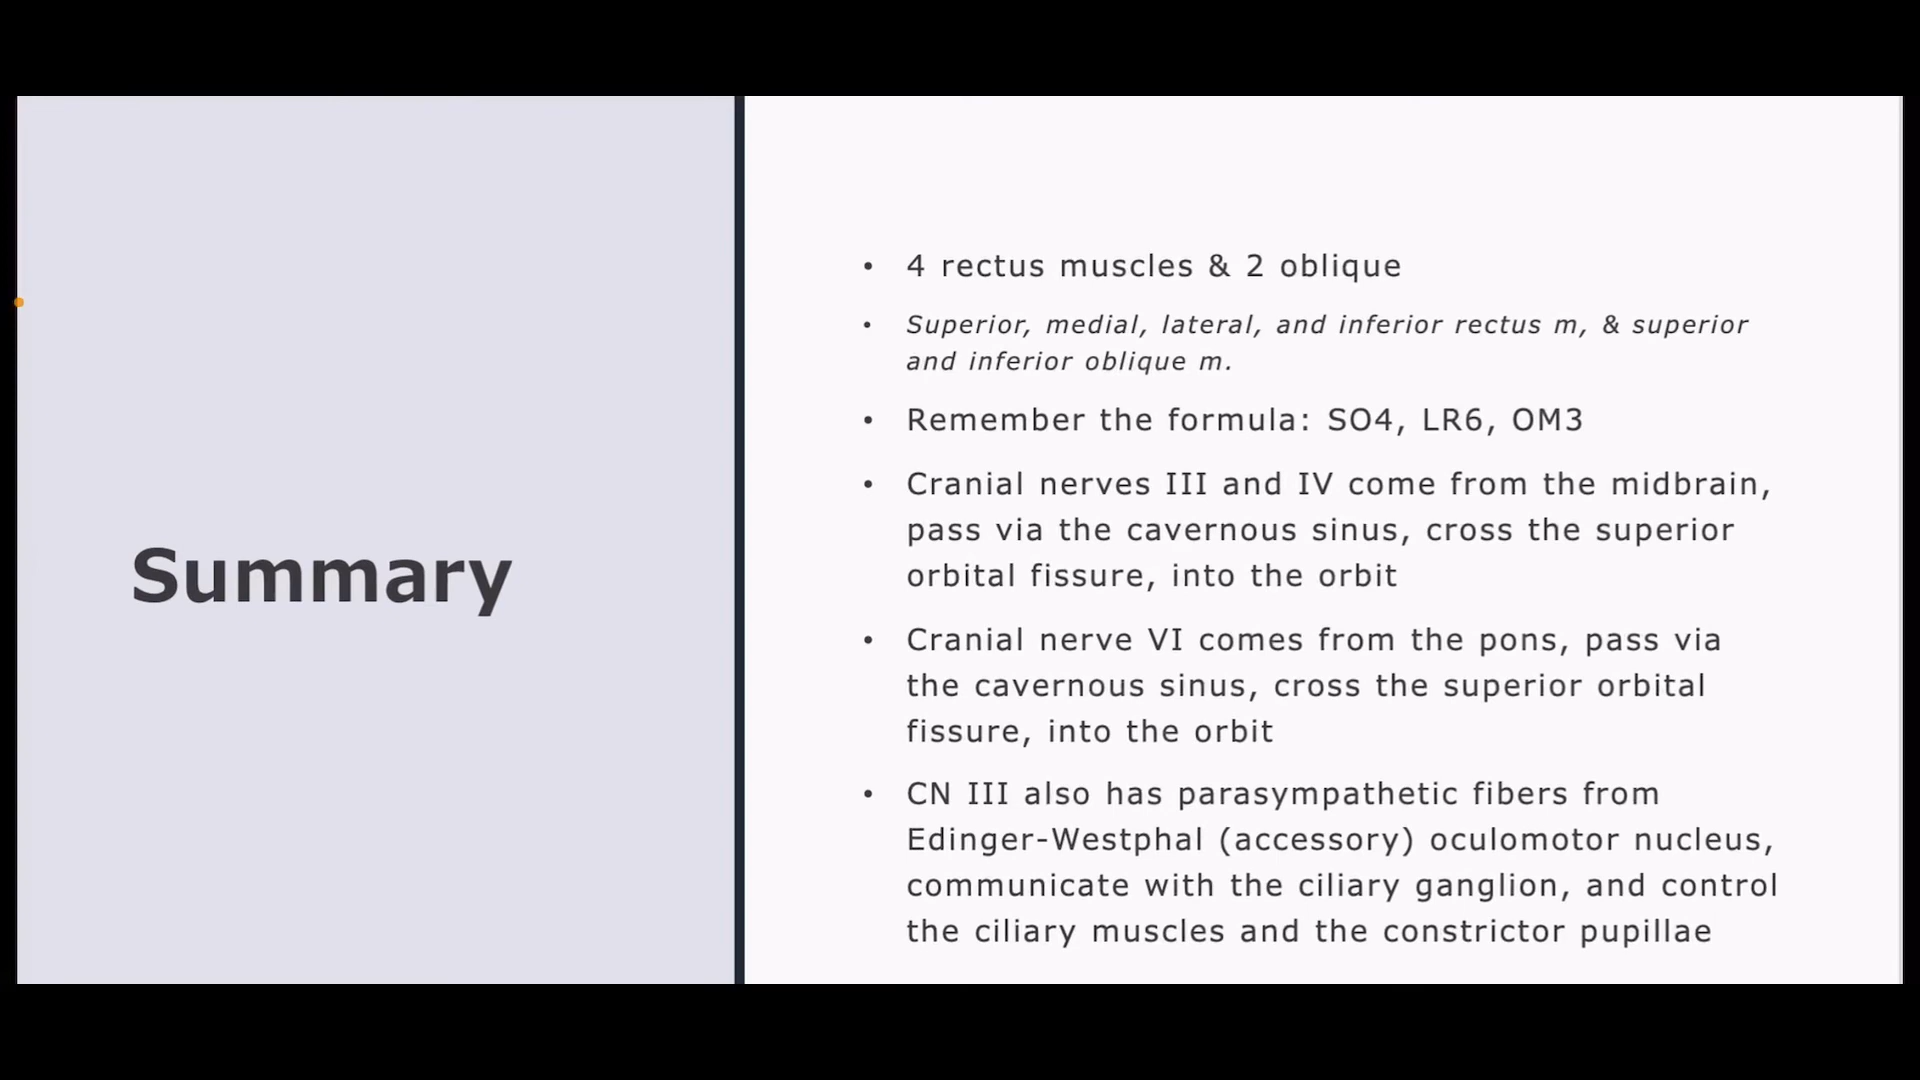 Summary
• 4 rectus muscles & 2 oblique
• Superior, medial, lateral, and inferior rectus m, & superior
and inferior oblique m.
• Remember the formula: SO4, LR6, OM3
• Cranial nerves III and IV come from the midbrain,
pass via the cavernous sinus, cross the superior
orbital fissure, into the orbit
• Cranial nerve VI comes from the pons, pass via
the cavernous sinus, cross the superior orbital
fissure, into the orbit
• CN III also has parasympathetic fibers from
Edinger-Westphal (accessory) oculomotor nucleus,
communicate with the ciliary ganglion, and control
the ciliary muscles and the constrictor pupillae